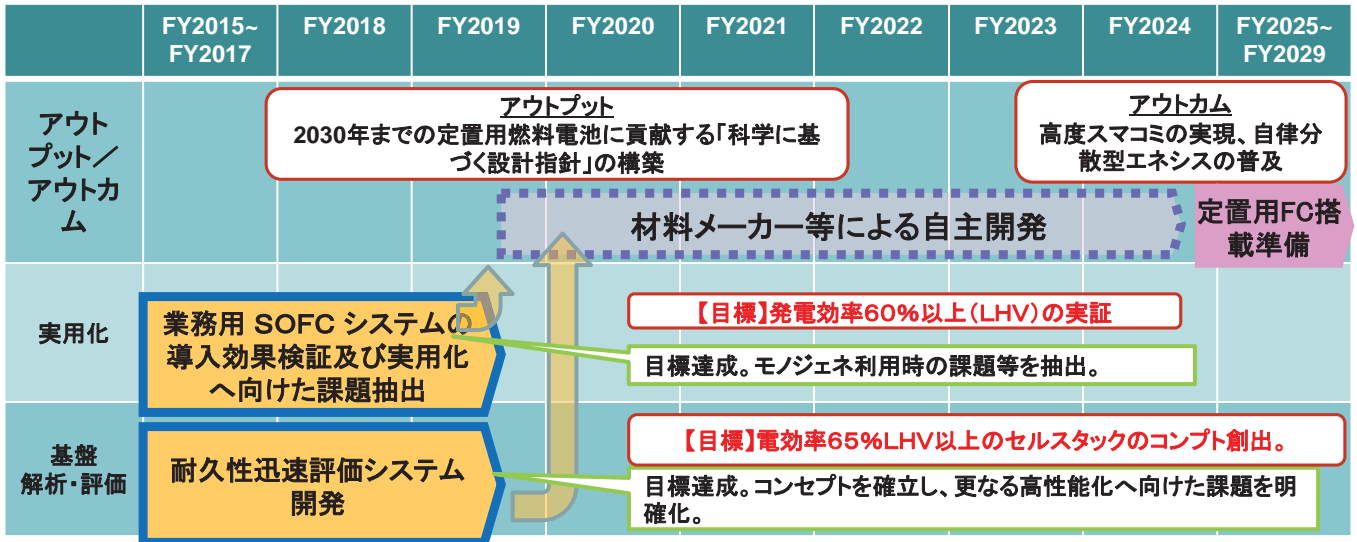 FY2015~
FY2017
FY2018
FY2019
FY2020
FY2021
FY2022
FY2023
FY2024
FY2025~
FY2029
アウト
プット／
アウトカ
ム
アウトプット
2030年までの定置用燃料電池に貢献する「科学に基
づく設計指針」の構築
アウトカム
高度スマコミの実現、自律分
散型エネシスの普及
材料メーカー等による自主開発
定置用FC搭
載準備
実用化
業務用 SOFC システムの
導入効果検証及び実用化
へ向けた課題抽出
【目標】発電効率60%以上（LHV）の実証
目標達成。モノジェネ利用時の課題等を抽出。
基盤
解析・評価
耐久性迅速評価システム
開発
【目標】電効率65%LHV以上のセルスタックのコンプト創出。
目標達成。コンセプトを確立し、更なる高性能化へ向けた課題を明
確化。